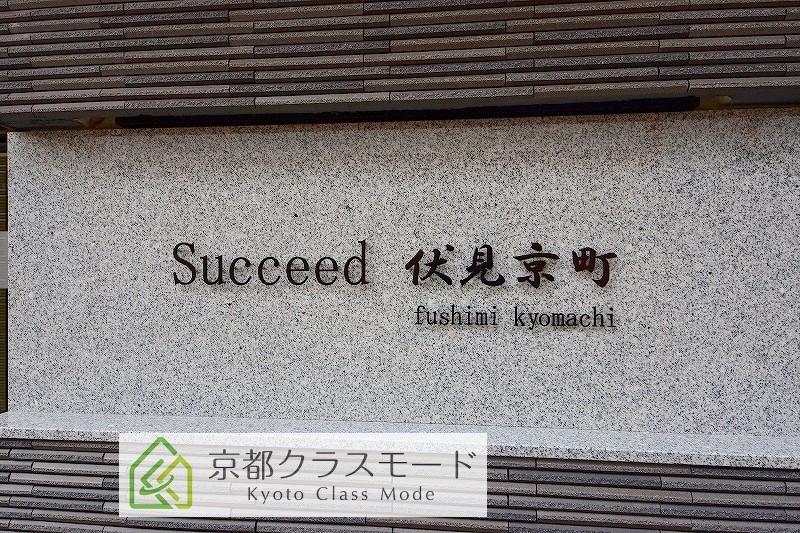 Succeed 伏見京町
fushimi kyomachi
京都クラスモード
Kyoto Class Mode